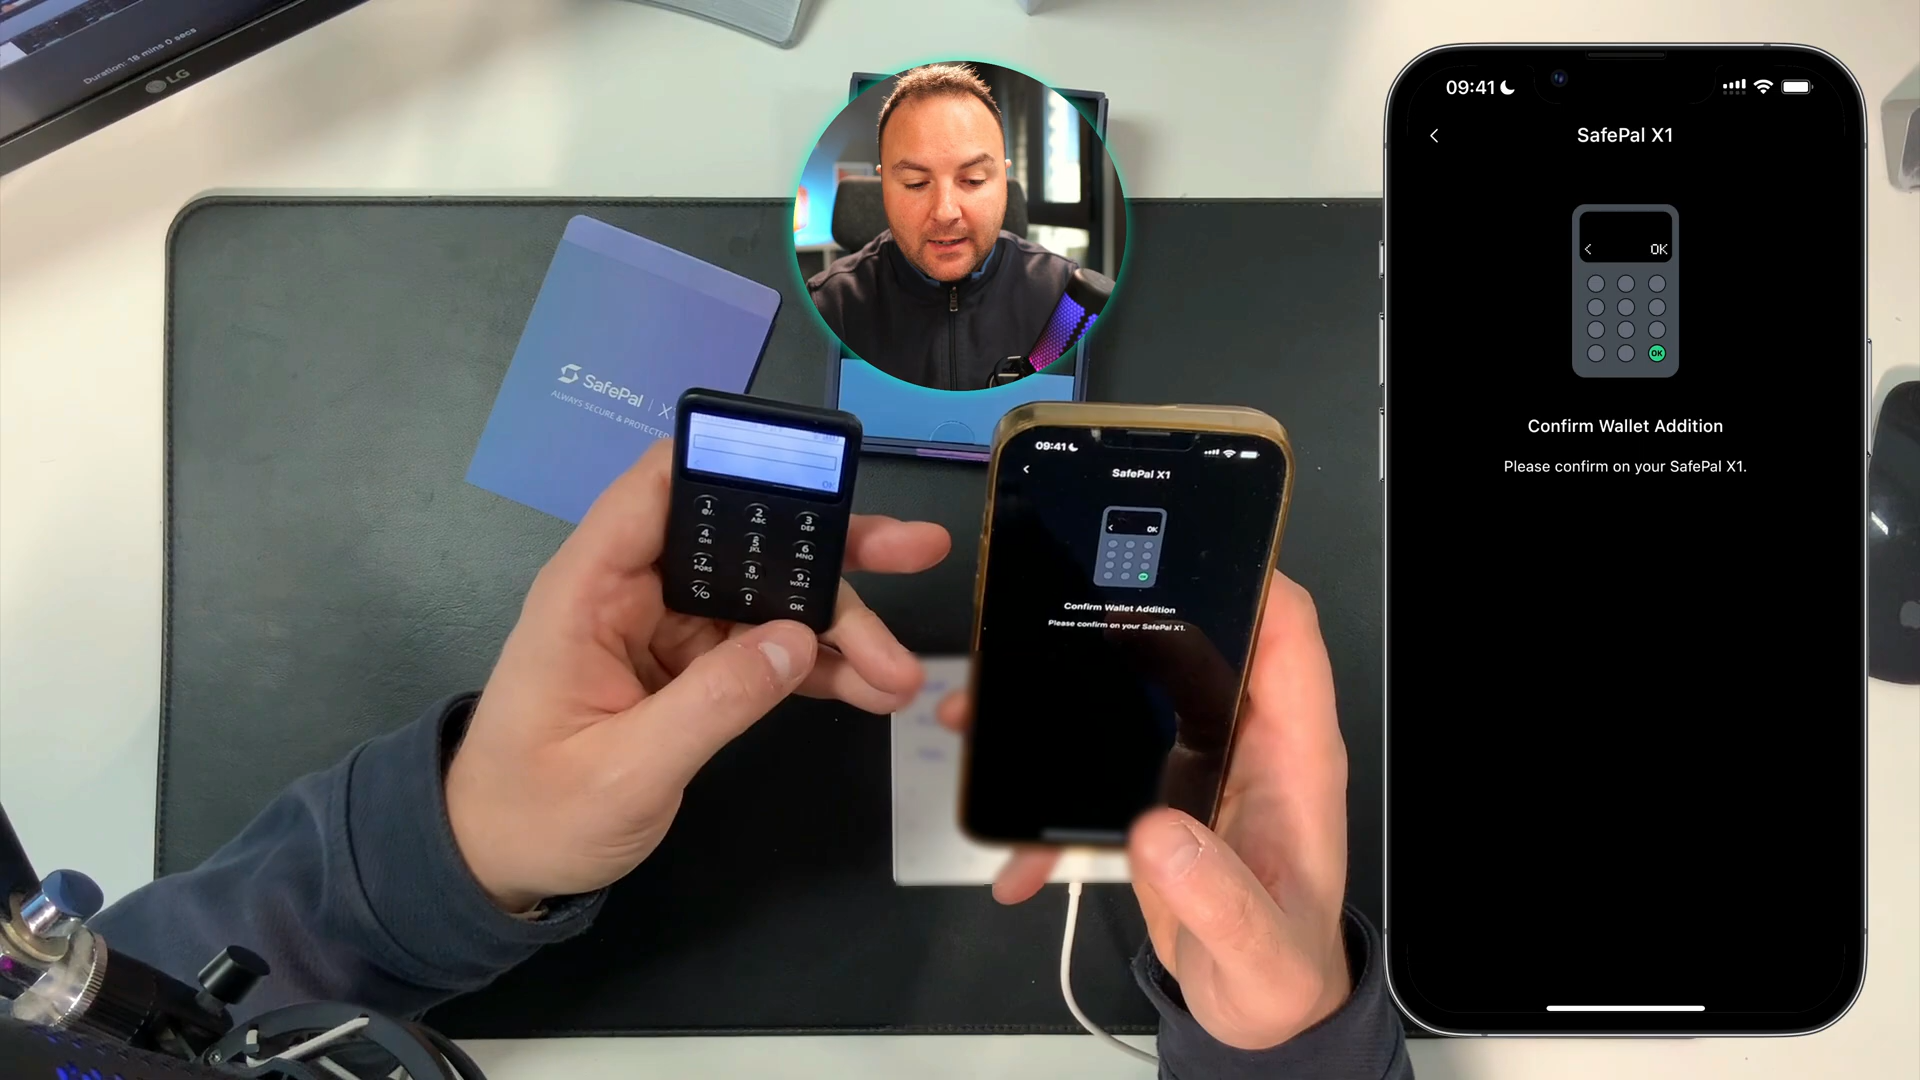 Duration: 18 mins 0 secs
LG
SafePal | X1
ALWAYS SECURE & PROTECTED
OK
1
2
ABC
3
DEF
4
GHI
5
JKL
6
MNO
7
PQRS
8
TUV
9
WXYZ
0
OK
09:41
SafePal X1
OK
Confirm Wallet Addition
Please confirm on your SafePal X1.
09:41
SafePal X1
OK
OK
Confirm Wallet Addition
Please confirm on your SafePal X1.